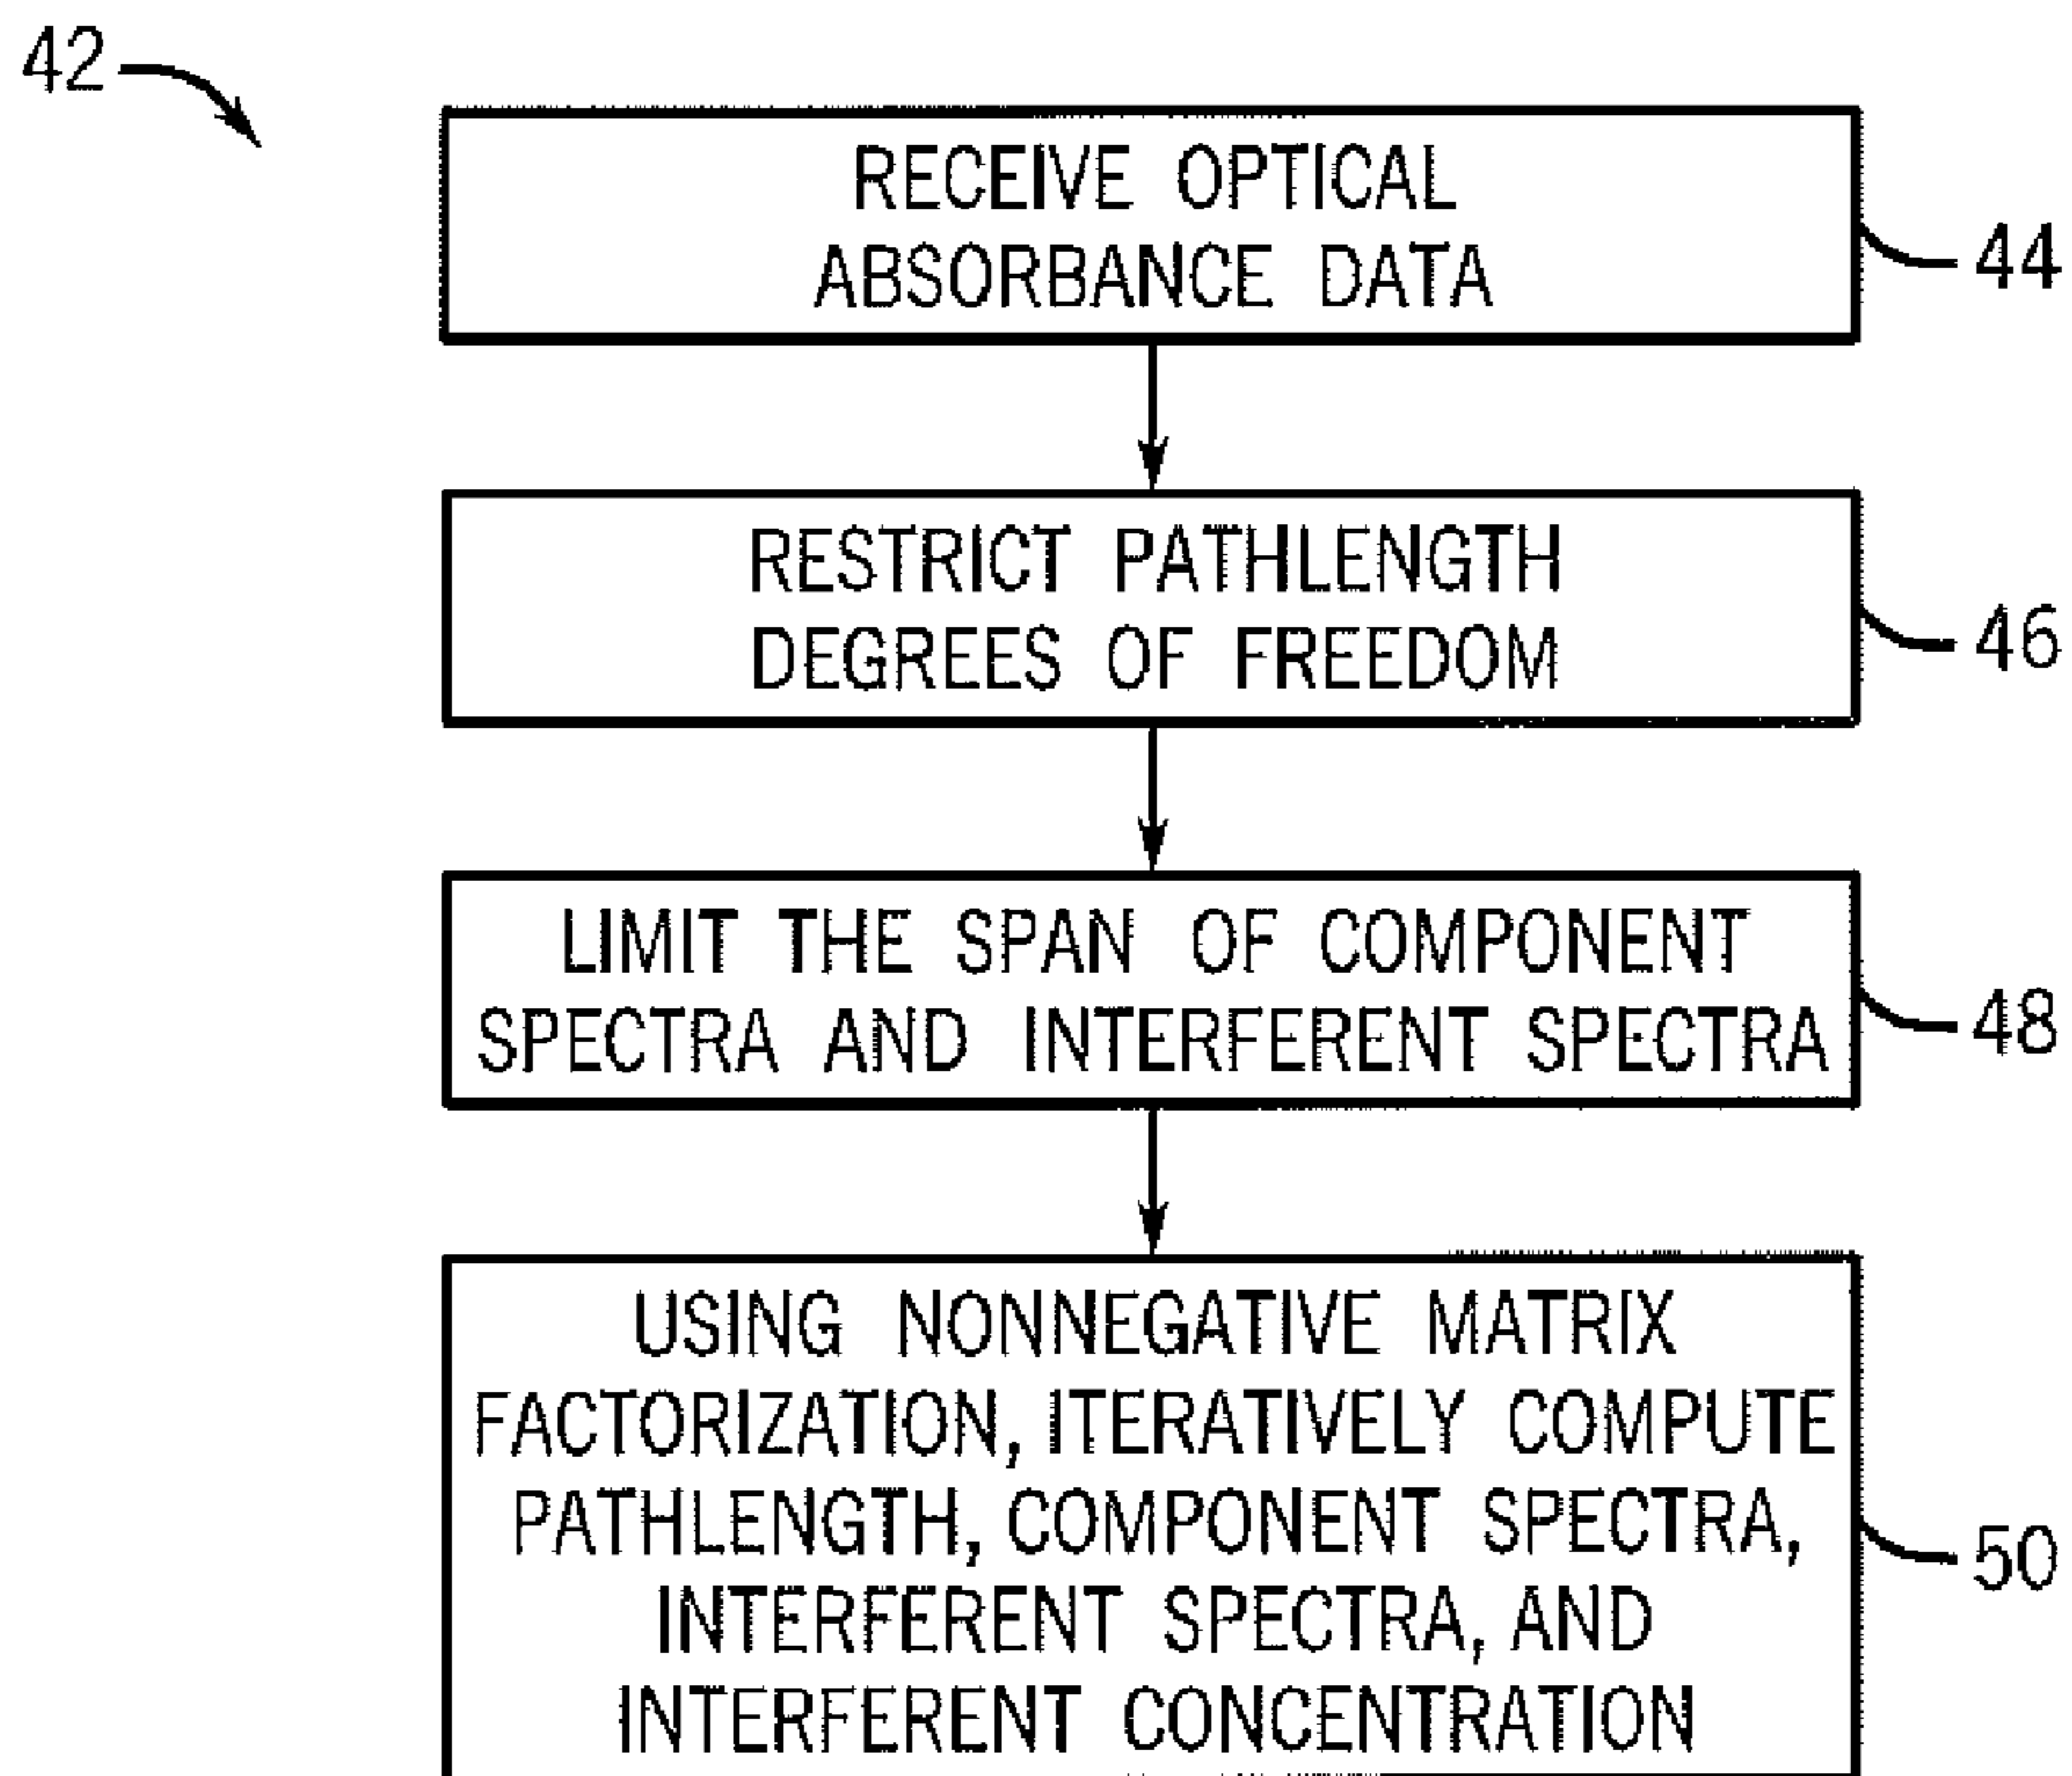 42
RECEIVE OPTICAL
ABSORBANCE DATA
44
RESTRICT PATHLENGTH
DEGREES OF FREEDOM
46
LIMIT THE SPAN OF COMPONENT
SPECTRA AND INTERFERENT SPECTRA
48
USING NONNEGATIVE MATRIX
FACTORIZATION, ITERATIVELY COMPUTE
PATHLENGTH, COMPONENT SPECTRA,
INTERFERENT SPECTRA, AND
INTERFERENT CONCENTRATION
50